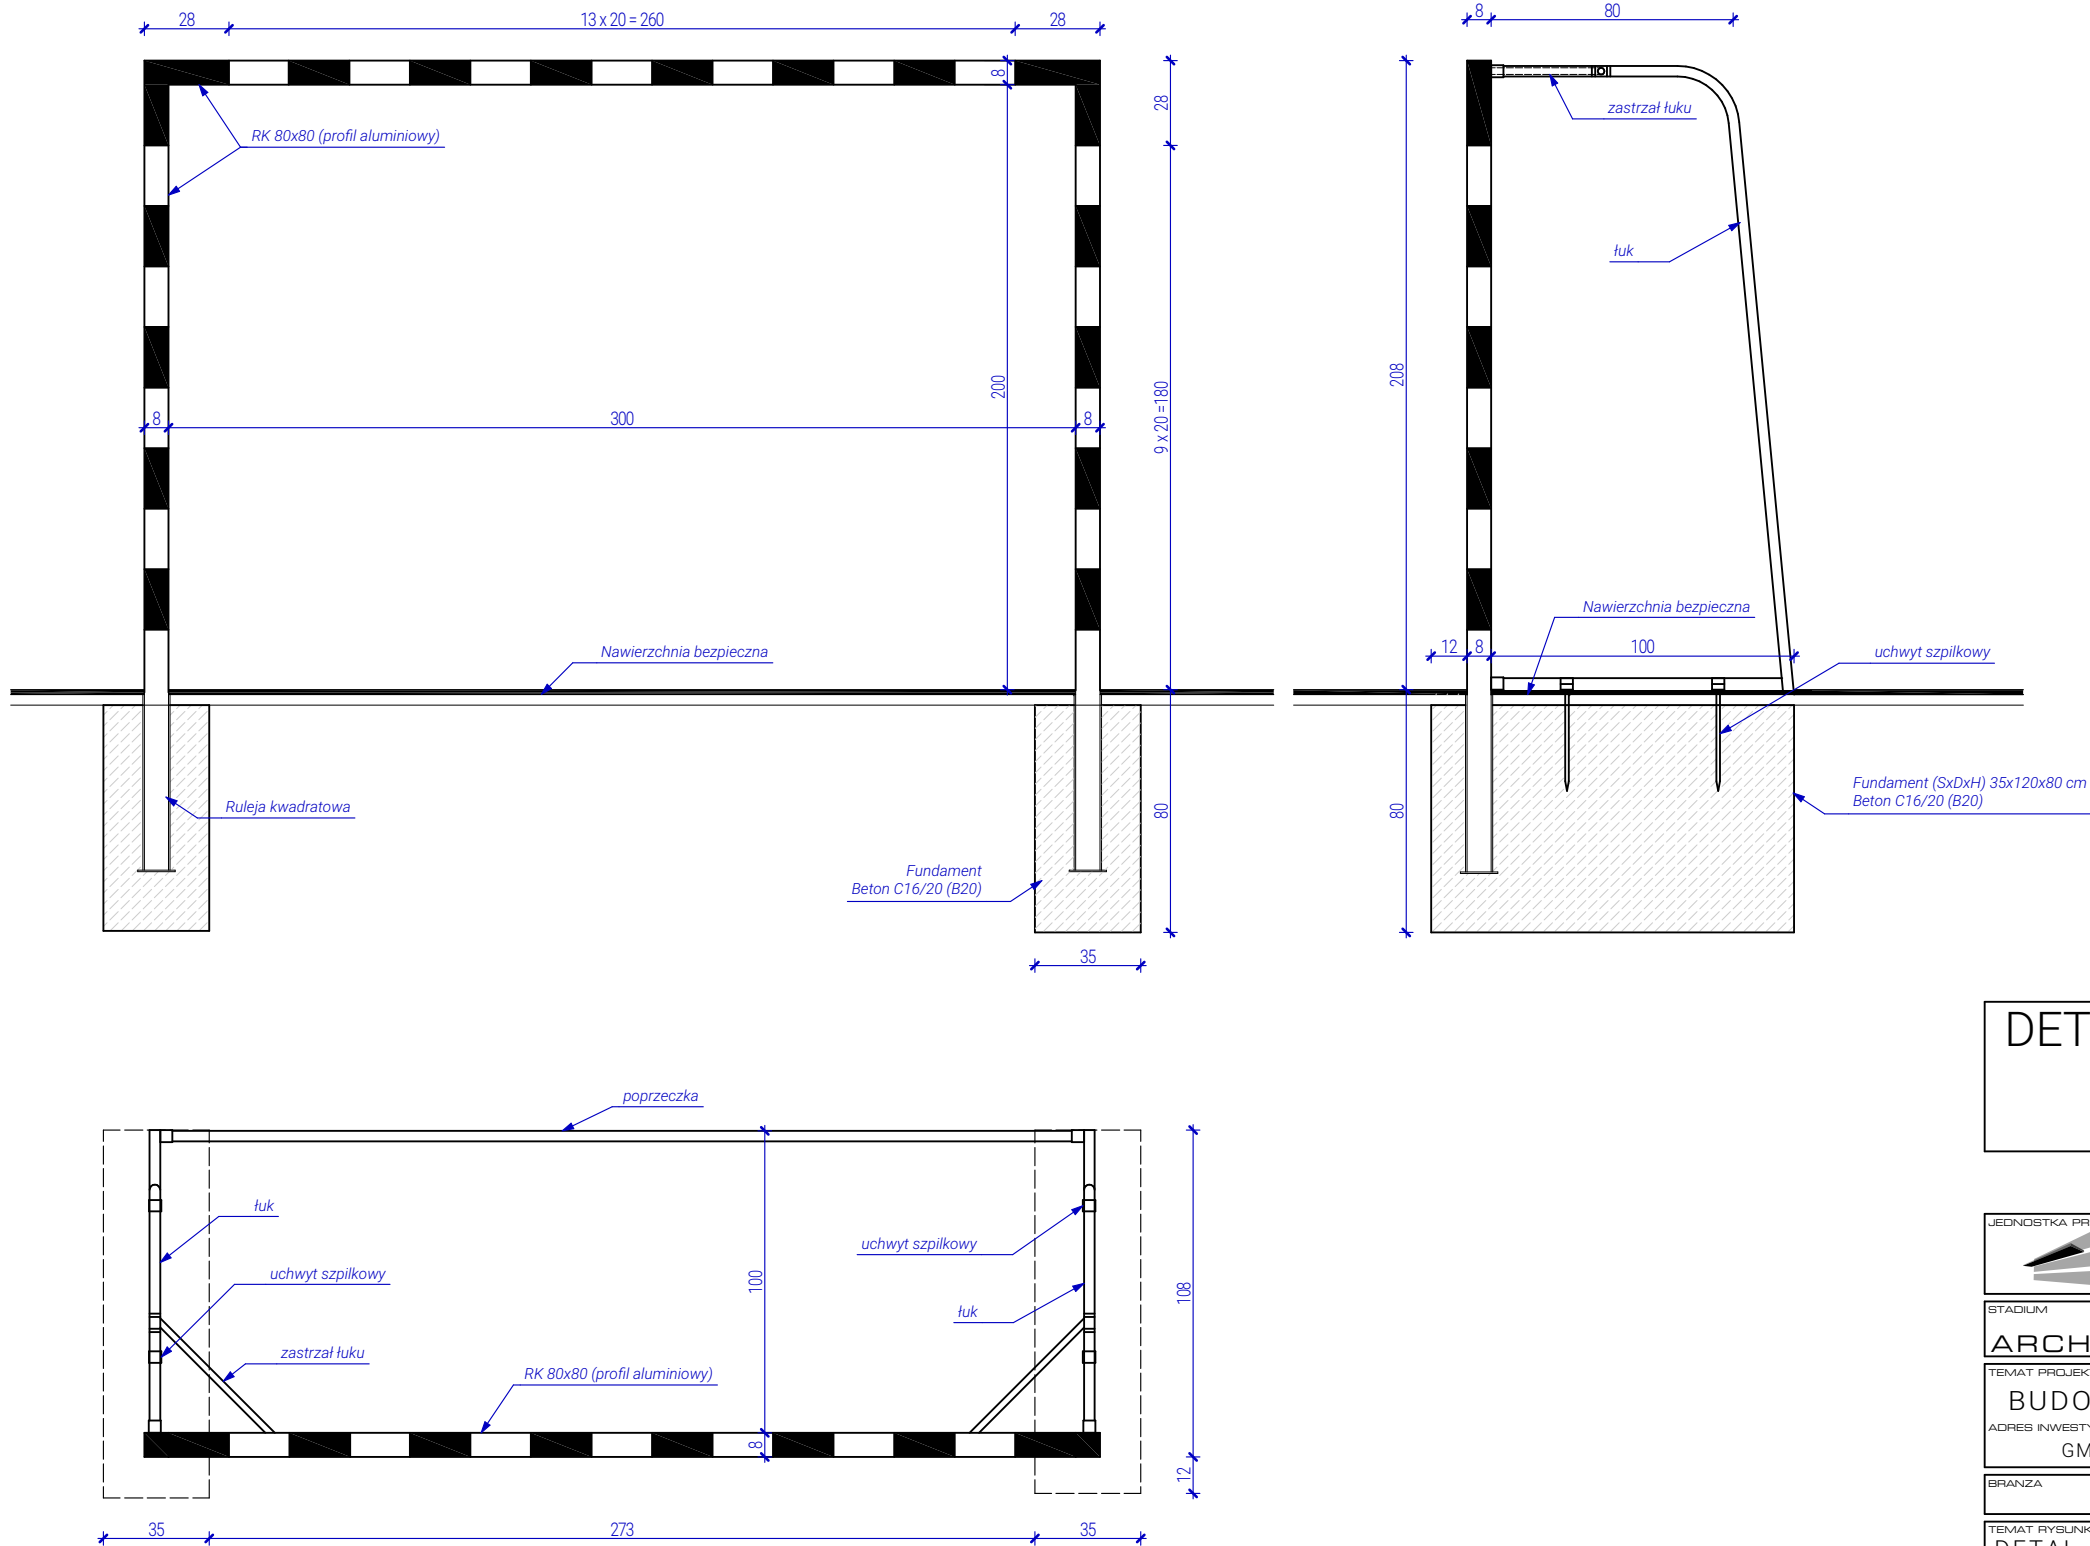 28
13 x 20 = 260
28
8
80
8
28
zastrzał łuku
RK 80x80 (profil aluminiowy)
łuk
200
208
9 x 20 =180
8
300
8
Nawierzchnia bezpieczna
Nawierzchnia bezpieczna
12
8
100
uchwyt szpilkowy
Ruleja kwadratowa
80
80
Fundament (SxDxH) 35x120x80 cm
Beton C16/20 (B20)
Fundament
Beton C16/20 (B20)
35
DET
poprzeczka
łuk
uchwyt szpilkowy
uchwyt szpilkowy
100
108
łuk
zastrzał łuku
RK 80x80 (profil aluminiowy)
8
12
35
273
35
JEDNOSTKA PR
STADIUM
ARCH
TEMAT PROJEK
BUDO
ADRES INWESTY
GM
BRANZA
TEMAT RYSUNK
DETAL